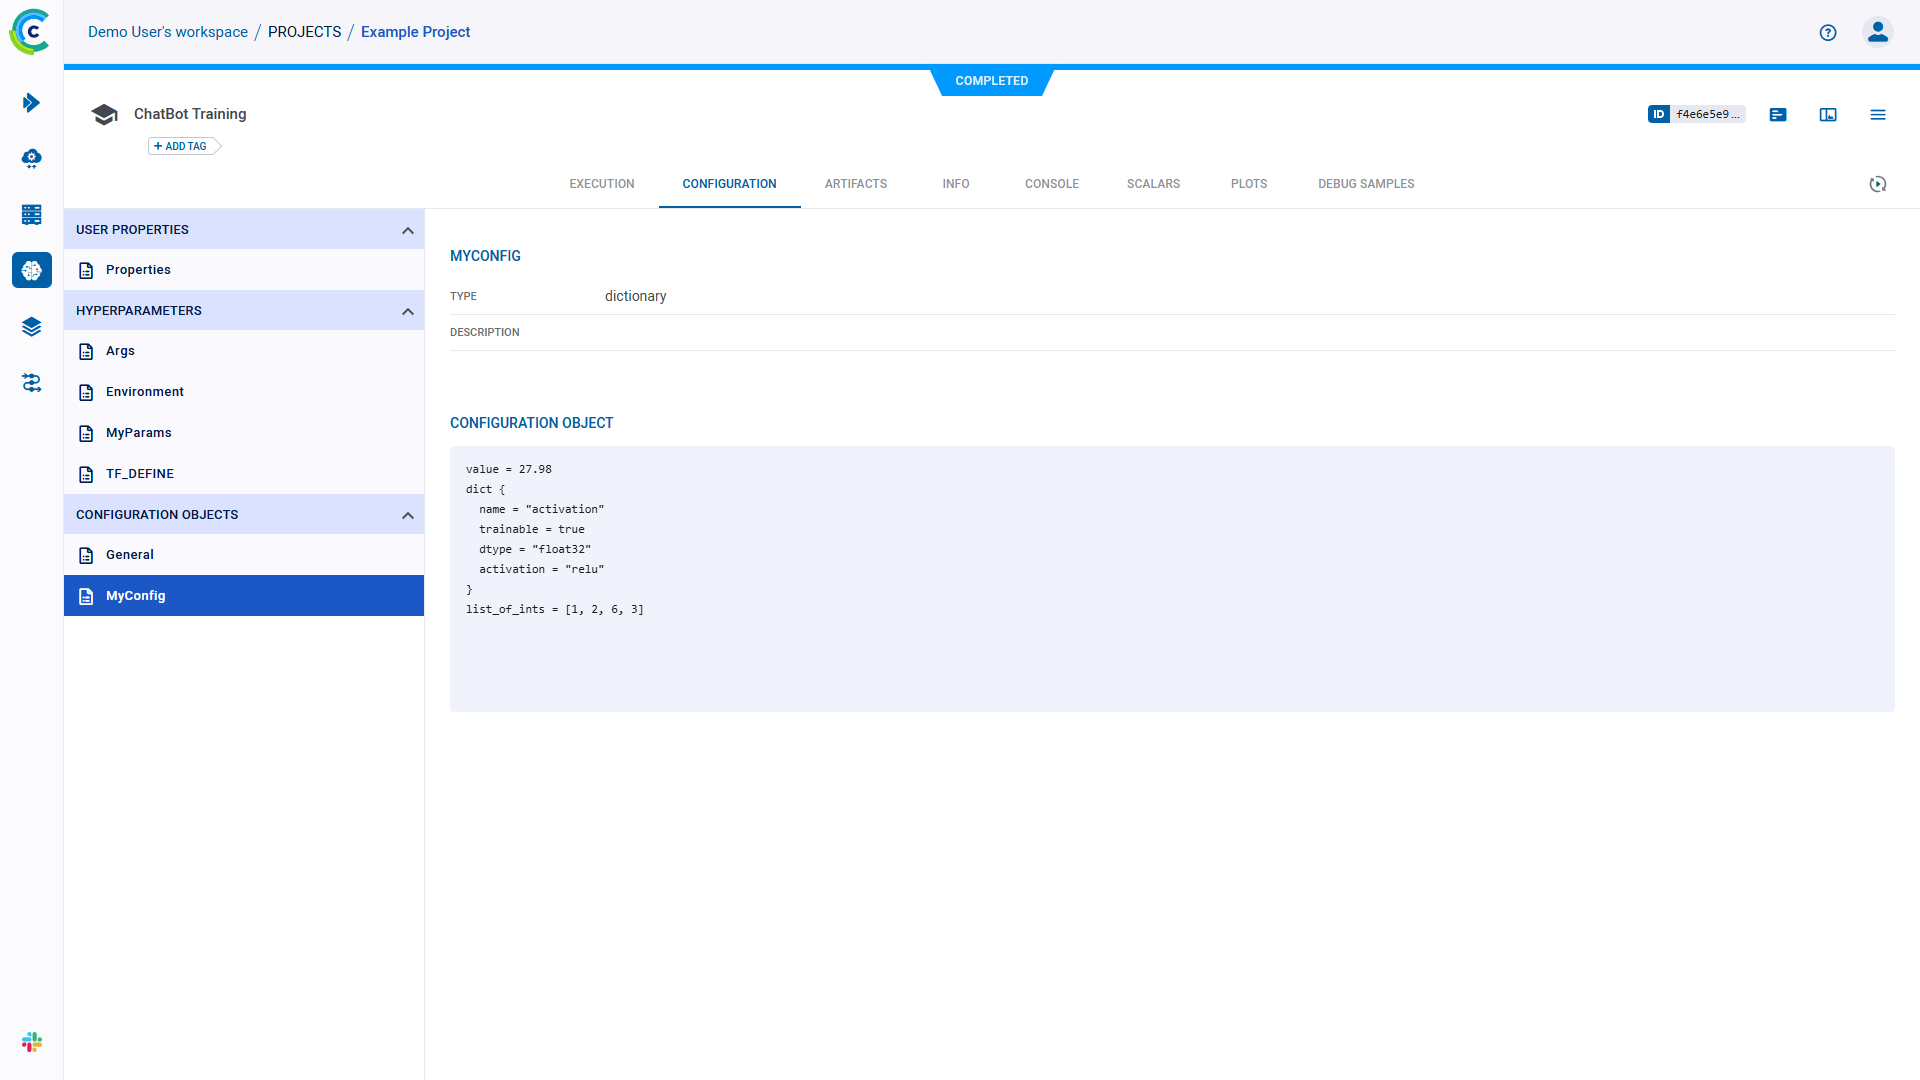 Demo User's workspace / PROJECTS / Example Project
COMPLETED
ChatBot Training
ID f4e6e5e9...
+ ADD TAG
EXECUTION CONFIGURATION ARTIFACTS INFO CONSOLE SCALARS PLOTS DEBUG SAMPLES
USER PROPERTIES
Properties
HYPERPARAMETERS
Args
Environment
MyParams
TF_DEFINE
CONFIGURATION OBJECTS
General
MyConfig
MYCONFIG
TYPE dictionary
DESCRIPTION
CONFIGURATION OBJECT
value = 27.98
dict {
  name = "activation"
  trainable = true
  dtype = "float32"
  activation = "relu"
}
list_of_ints = [1, 2, 6, 3]